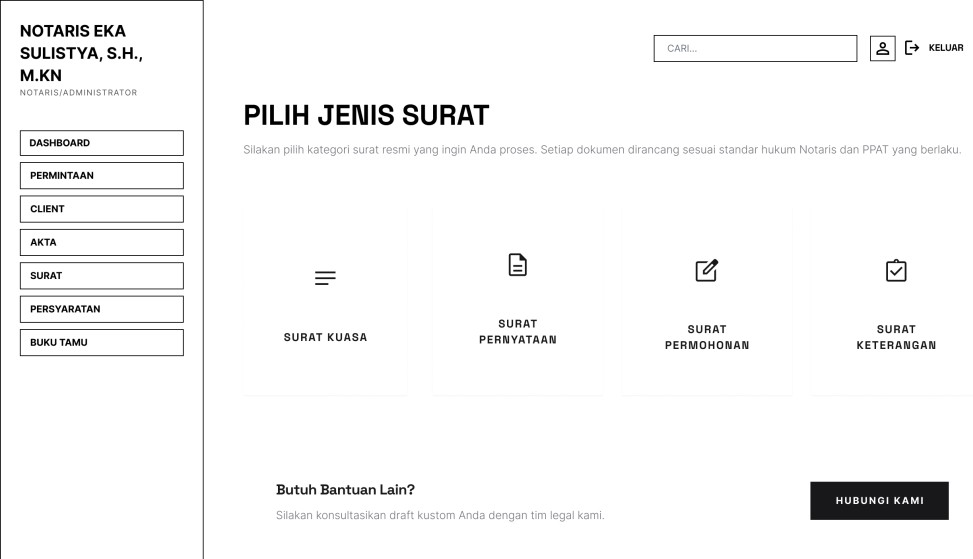 NOTARIS EKA
SULISTYA, S.H.,
M.KN
NOTARIS/ADMINISTRATOR
DASHBOARD
PERMINTAAN
CLIENT
AKTA
SURAT
PERSYARATAN
BUKU TAMU
CARI...
KELUAR
PILIH JENIS SURAT
Silakan pilih kategori surat resmi yang ingin Anda proses. Setiap dokumen dirancang sesuai standar hukum Notaris dan PPAT yang berlaku.
SURAT KUASA
SURAT
PERNYATAAN
SURAT
PERMOHONAN
SURAT
KETERANGAN
Butuh Bantuan Lain?
Silakan konsultasikan draft kustom Anda dengan tim legal kami.
HUBUNGI KAMI